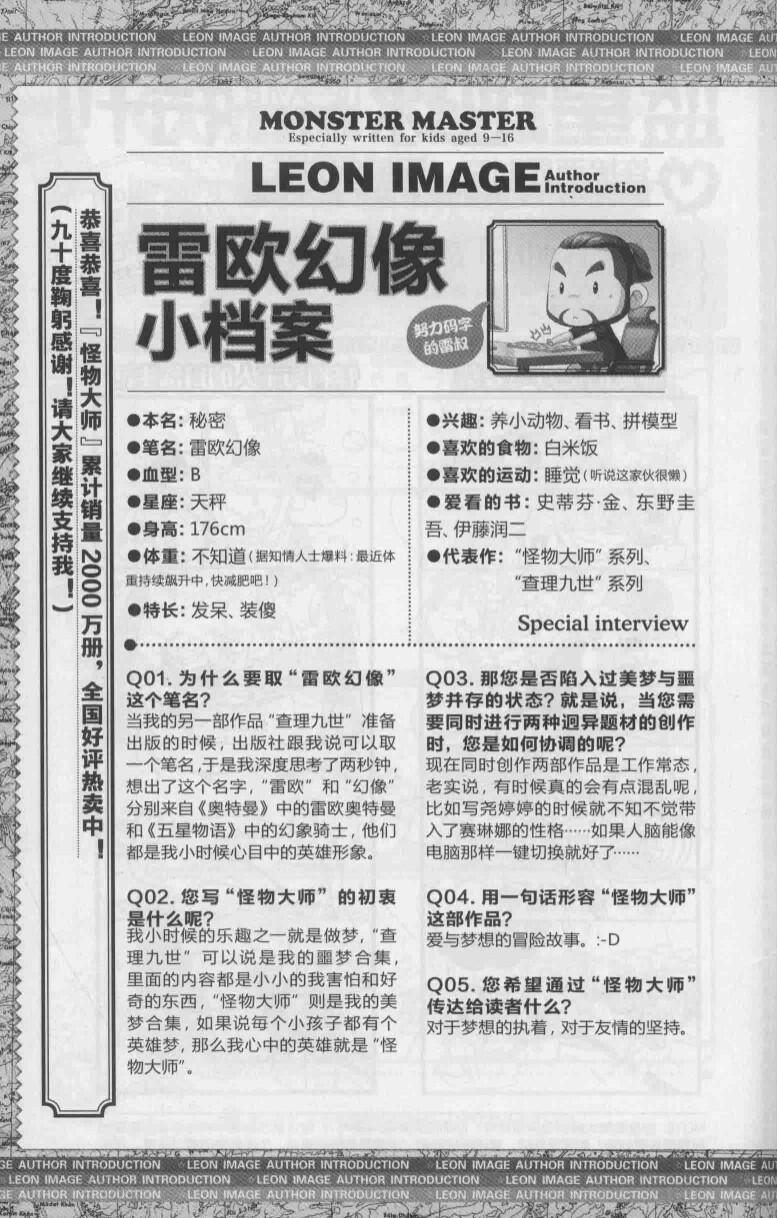 E AUTHOR INTRODUCTION LEON IMAGE AUTHOR INTRODUCTION LEON IMAGE AUT
LEON IMAGE AUTHOR INTRODUCTION LEON IMAGE AUTHOR INTRODUCTION LEON IMAGE AU
GE AUTHOR INTRODUCTION LEON IMAGE AUTHOR INTRODUCTION LEON IMAGE AUT
MONSTER MASTER
Especially written for kids aged 9—16
LEON IMAGE Author
Introduction
恭喜恭喜！『怪物大师』累计销量2000万册，全国好评热卖中！
(九十度鞠躬感谢！请大家继续支持我！)
雷欧幻像
小档案
努力码字
的雷叔
●本名：秘密
●笔名：雷欧幻像
●血型：B
●星座：天秤
●身高：176cm
●体重：不知道（据知情人士爆料：最近体
重持续飙升中，快减肥吧！）
●特长：发呆、装傻
●兴趣：养小动物、看书、拼模型
●喜欢的食物：白米饭
●喜欢的运动：睡觉（听说这家伙很懒）
●爱看的书：史蒂芬·金、东野圭
吾、伊藤润二
●代表作：“怪物大师”系列、
“查理九世”系列
Special interview
Q01. 为什么要取“雷欧幻像”
这个笔名？
当我的另一部作品“查理九世”准备
出版的时候，出版社跟我说可以取
一个笔名，于是我深度思考了两秒钟，
想出了这个名字，“雷欧”和“幻像”
分别来自《奥特曼》中的雷欧奥特曼
和《五星物语》中的幻象骑士，他们
都是我小时候心目中的英雄形象。
Q02. 您写“怪物大师”的初衷
是什么呢？
我小时候的乐趣之一就是做梦，“查
理九世”可以说是我的噩梦合集，
里面的内容都是小小的我害怕和好
奇的东西，“怪物大师”则是我的美
梦合集，如果说每个小孩子都有个
英雄梦，那么我心中的英雄就是“怪
物大师”。
Q03. 那您是否陷入过美梦与噩
梦并存的状态？就是说，当您需
要同时进行两种迥异题材的创作
时，您是如何协调的呢？
现在同时创作两部作品是工作常态，
老实说，有时候真的会有点混乱呢，
比如写尧婷婷的时候就不知不觉带
入了赛琳娜的性格……如果人脑能像
电脑那样一键切换就好了……
Q04. 用一句话形容“怪物大师”
这部作品？
爱与梦想的冒险故事。:-D
Q05. 您希望通过“怪物大师”
传达给读者什么？
对于梦想的执着，对于友情的坚持。
GE AUTHOR INTRODUCTION LEON IMAGE AUTHOR INTRODUCTION LEON IMAGE AUT
LEON IMAGE AUTHOR INTRODUCTION LEON IMAGE AUTHOR INTRODUCTION LEON IMAGE AU
GE AUTHOR INTRODUCTION LEON IMAGE AUTHOR INTRODUCTION LEON IMAGE AUT